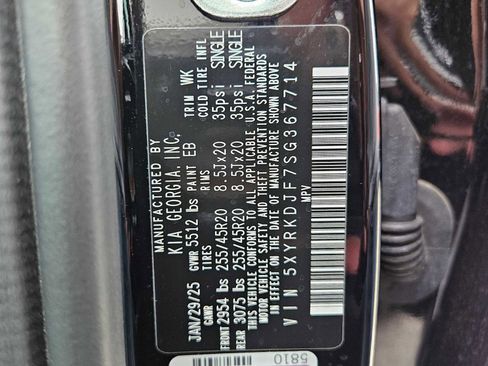 MANUFACTURED BY
KIA GEORGIA, INC.
JAN/29/25 GVWR 5512 lbs PAINT EB TRIM WK
GAWR TIRES RIMS COLD TIRE INFL
FRONT 2954 lbs 255/45R20 8.5Jx20 35psi SINGLE
REAR 3075 lbs 255/45R20 8.5Jx20 35psi SINGLE
THIS VEHICLE CONFORMS TO ALL APPLICABLE U.S.A. FEDERAL
MOTOR VEHICLE SAFETY AND BUMPER STANDARDS
IN EFFECT ON THE DATE OF MANUFACTURE SHOWN ABOVE.
VIN 5XYRKDJF7SG367714
MPV
5810